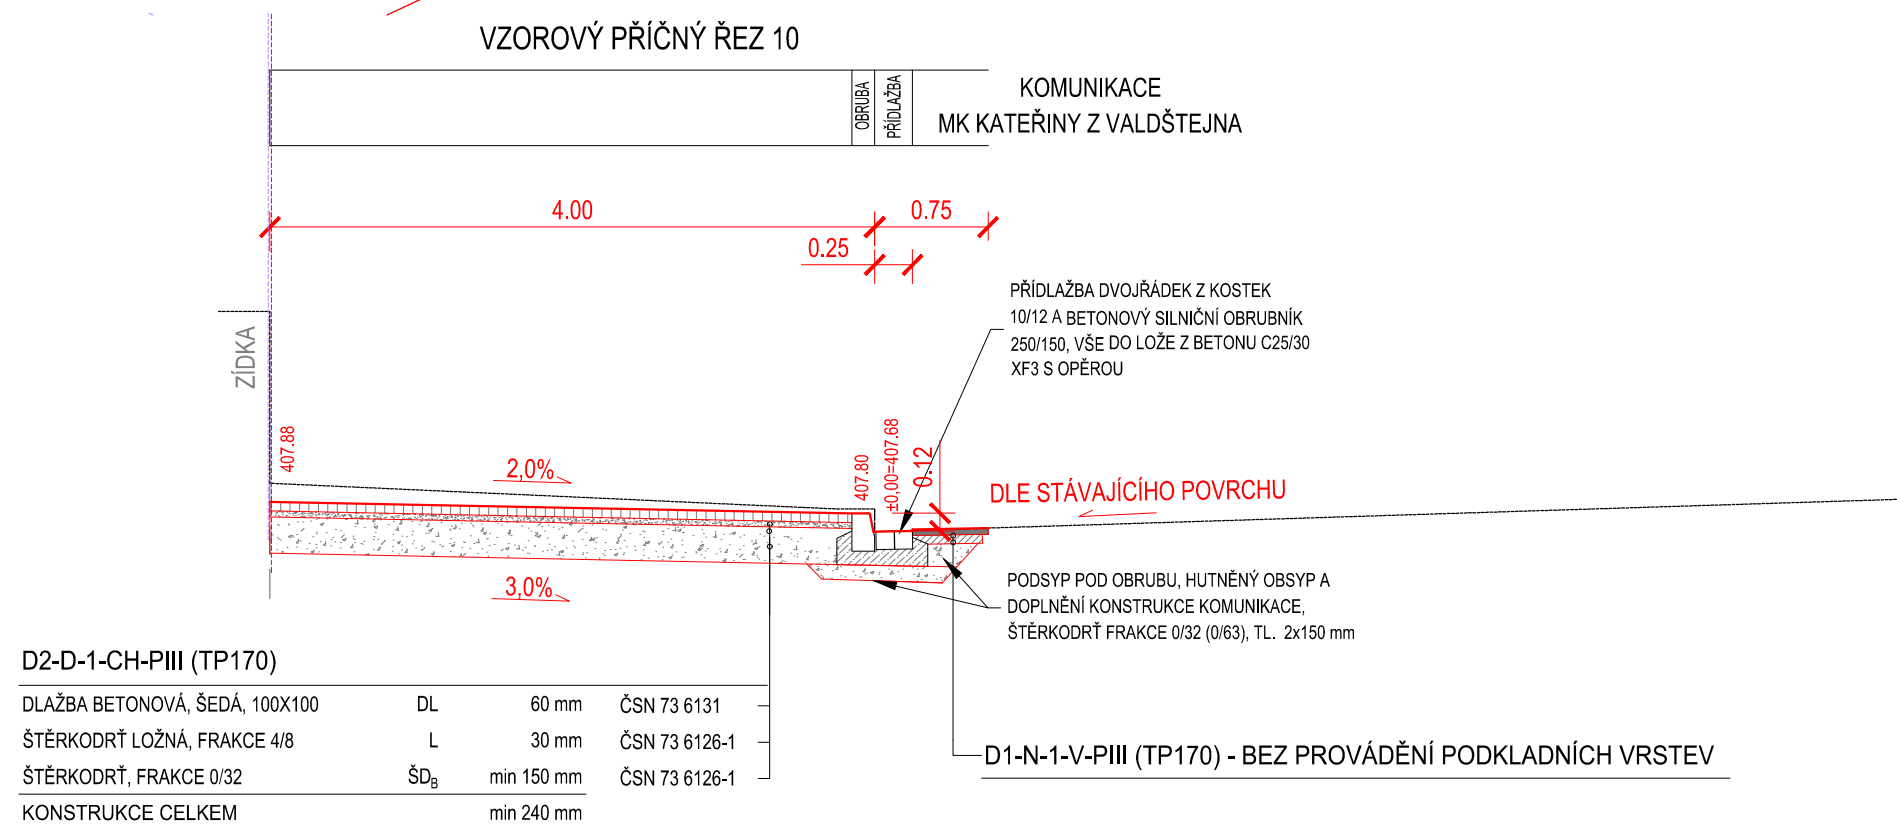 VZOROVÝ PŘÍČNÝ ŘEZ 10
OBRUBA
PŘÍDLAŽBA
KOMUNIKACE
MK KATEŘINY Z VALDŠTEJNA
4.00
0.75
0.25
PŘÍDLAŽBA DVOJŘÁDEK Z KOSTEK
10/12 A BETONOVÝ SILNIČNÍ OBRUBNÍK
250/150, VŠE DO LOŽE Z BETONU C25/30
XF3 S OPĚROU
ZÍDKA
407.88
2,0%
407.80
±0,00=407.68
0.12
DLE STÁVAJÍCÍHO POVRCHU
3,0%
PODSYP POD OBRUBU, HUTNĚNÝ OBSYP A
DOPLNĚNÍ KONSTRUKCE KOMUNIKACE,
ŠTĚRKODRŤ FRAKCE 0/32 (0/63), TL. 2x150 mm
D2-D-1-CH-PIII (TP170)
DLAŽBA BETONOVÁ, ŠEDÁ, 100X100 DL 60 mm ČSN 73 6131
ŠTĚRKODRŤ LOŽNÁ, FRAKCE 4/8 L 30 mm ČSN 73 6126-1
ŠTĚRKODRŤ, FRAKCE 0/32 ŠDB min 150 mm ČSN 73 6126-1
KONSTRUKCE CELKEM min 240 mm
D1-N-1-V-PIII (TP170) - BEZ PROVÁDĚNÍ PODKLADNÍCH VRSTEV